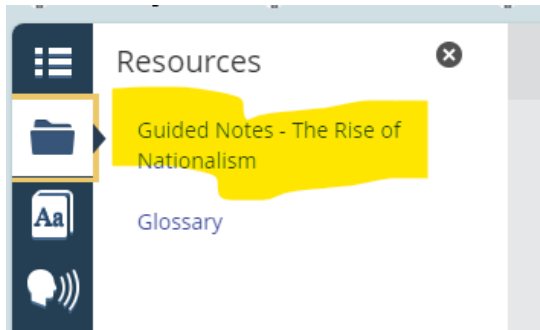 Resources
Guided Notes - The Rise of
Nationalism
Aa
Glossary